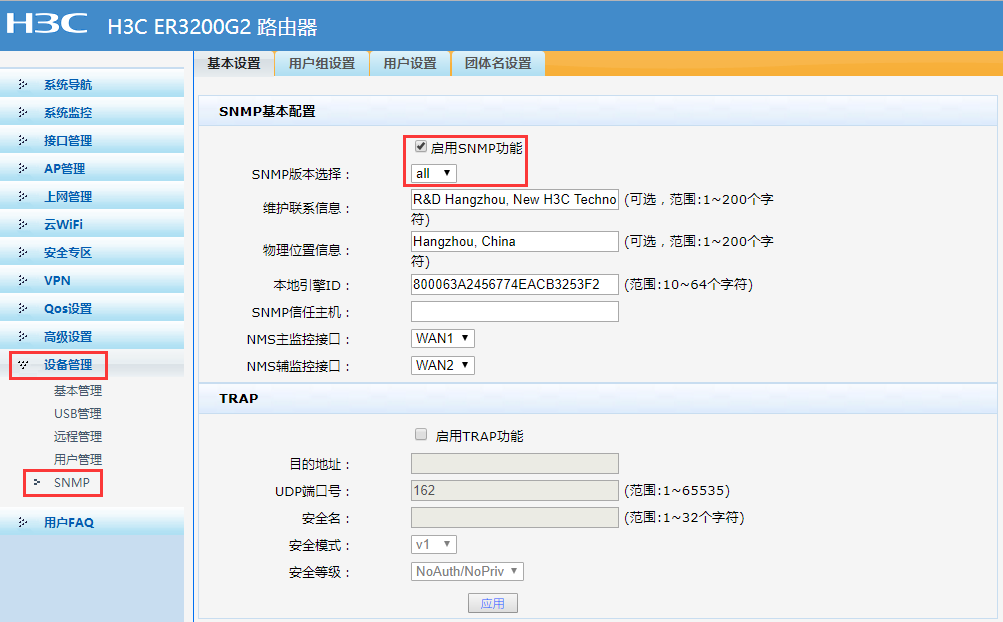 H3C H3C ER3200G2 路由器
基本设置 用户组设置 用户设置 团体名设置
系统导航
系统监控
接口管理
AP管理
上网管理
云WiFi
安全专区
VPN
Qos设置
高级设置
设备管理
基本管理
USB管理
远程管理
用户管理
SNMP
用户FAQ
SNMP基本配置
启用SNMP功能
SNMP版本选择： all
维护联系信息： R&D Hangzhou, New H3C Techno (可选，范围:1~200个字
符)
物理位置信息： Hangzhou, China (可选，范围:1~200个字
符)
本地引擎ID： 800063A2456774EACB3253F2 (范围:10~64个字符)
SNMP信任主机：
NMS主监控接口： WAN1
NMS辅监控接口： WAN2
TRAP
启用TRAP功能
目的地址：
UDP端口号： 162 (范围:1~65535)
安全名： (范围:1~32个字符)
安全模式： v1
安全等级： NoAuth/NoPriv
应用